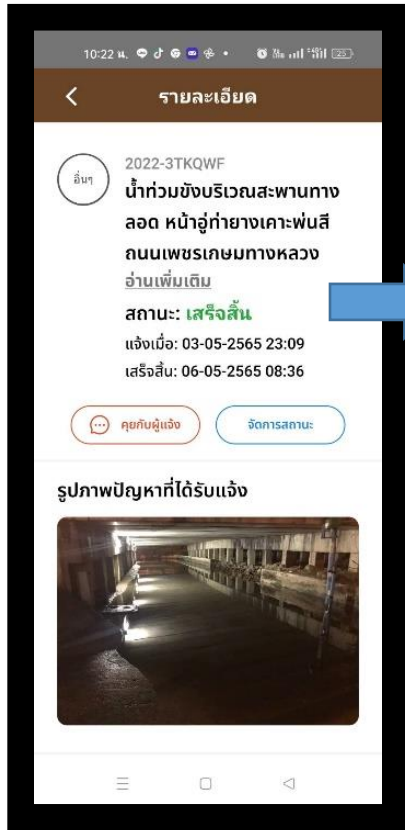 10:22 น.
25
รายละเอียด
อื่นๆ
2022-3TKQWF
น้ำท่วมขังบริเวณสะพานทาง
ลอด หน้าอู่ท่ายางเคาะพ่นสี
ถนนเพชรเกษมทางหลวง
อ่านเพิ่มเติม
สถานะ: เสร็จสิ้น
แจ้งเมื่อ: 03-05-2565 23:09
เสร็จสิ้น: 06-05-2565 08:36
คุยกับผู้แจ้ง
จัดการสถานะ
รูปภาพปัญหาที่ได้รับแจ้ง